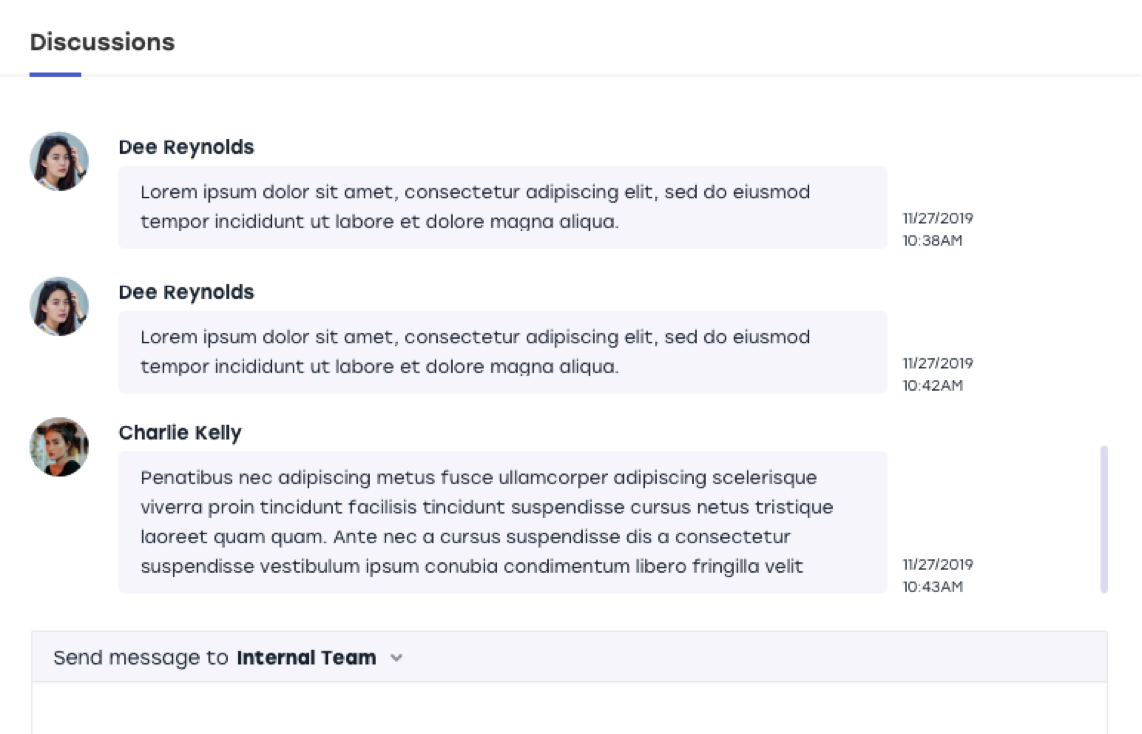 Discussions
Dee Reynolds
Lorem ipsum dolor sit amet, consectetur adipiscing elit, sed do eiusmod
tempor incididunt ut labore et dolore magna aliqua.
11/27/2019
10:38AM
Dee Reynolds
Lorem ipsum dolor sit amet, consectetur adipiscing elit, sed do eiusmod
tempor incididunt ut labore et dolore magna aliqua.
11/27/2019
10:42AM
Charlie Kelly
Penatibus nec adipiscing metus fusce ullamcorper adipiscing scelerisque
viverra proin tincidunt facilisis tincidunt suspendisse cursus netus tristique
laoreet quam quam. Ante nec a cursus suspendisse dis a consectetur
suspendisse vestibulum ipsum conubia condimentum libero fringilla velit
11/27/2019
10:43AM
Send message to Internal Team